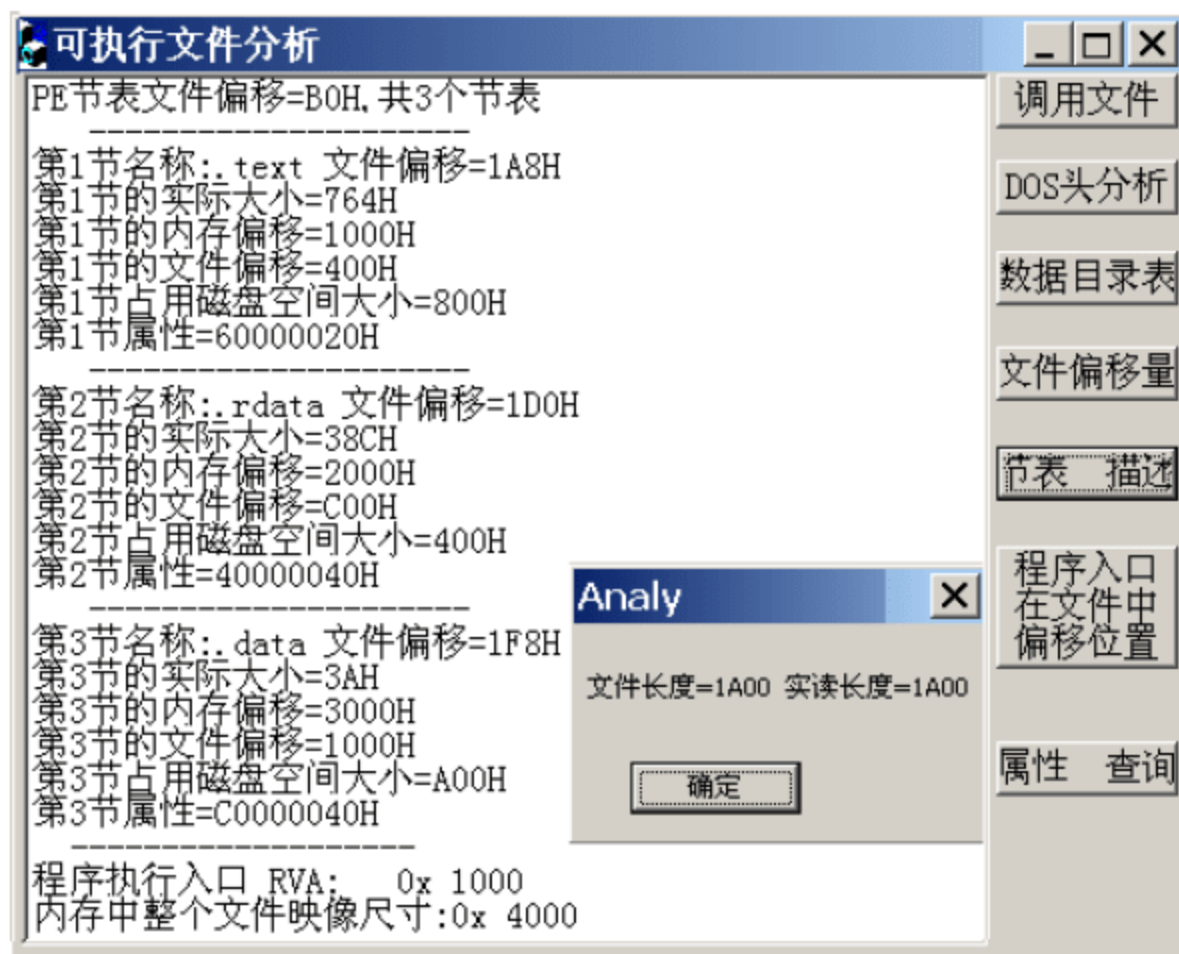 可执行文件分析
PE节表文件偏移=B0H,共3个节表
----------------------
第1节名称:.text 文件偏移=1A8H
第1节的实际大小=764H
第1节的内存偏移=1000H
第1节的文件偏移=400H
第1节占用磁盘空间大小=800H
第1节属性=60000020H
----------------------
第2节名称:.rdata 文件偏移=1D0H
第2节的实际大小=38CH
第2节的内存偏移=2000H
第2节的文件偏移=C00H
第2节占用磁盘空间大小=400H
第2节属性=40000040H
----------------------
第3节名称:.data 文件偏移=1F8H
第3节的实际大小=3AH
第3节的内存偏移=3000H
第3节的文件偏移=1000H
第3节占用磁盘空间大小=A00H
第3节属性=C0000040H
--------------------
程序执行入口 RVA: 0x 1000
内存中整个文件映像尺寸:0x 4000
Analy
文件长度=1A00 实读长度=1A00
确定
调用文件
DOS头分析
数据目录表
文件偏移量
节表 描述
程序入口
在文件中
偏移位置
属性 查询